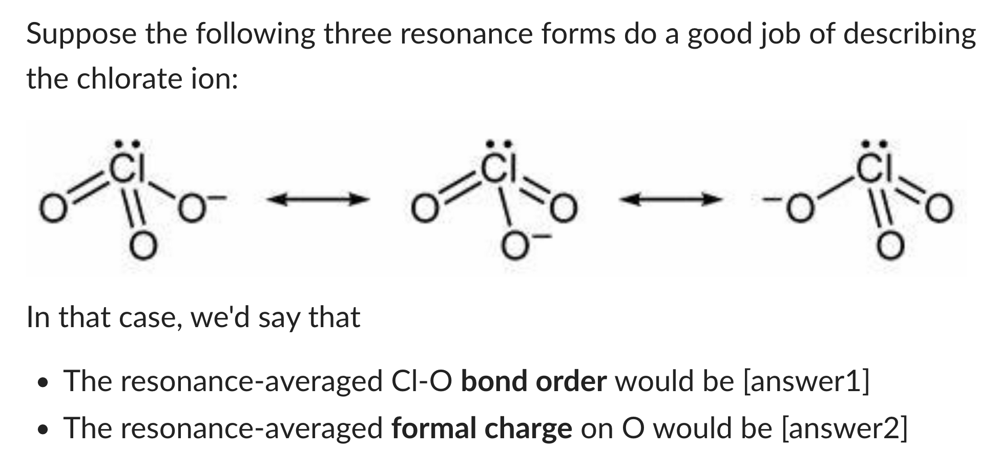 Suppose the following three resonance forms do a good job of describing
the chlorate ion:
Cl Cl Cl
O O⁻ O O ⁻O O
O O⁻ O
In that case, we'd say that
• The resonance-averaged Cl-O bond order would be [answer1]
• The resonance-averaged formal charge on O would be [answer2]